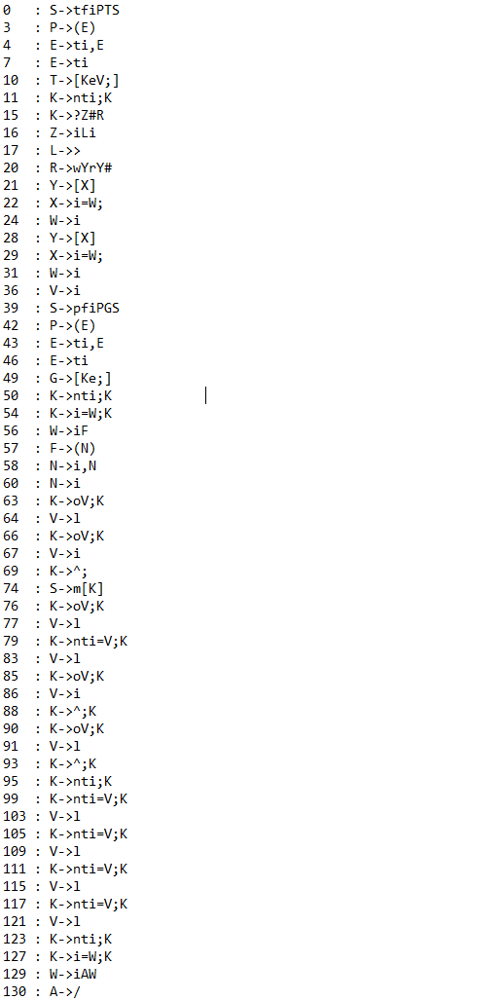 0   : S->tfiPTS
3   : P->(E)
4   : E->ti,E
7   : E->ti
10  : T->[KeV;]
11  : K->nti;K
15  : K->?Z#R
16  : Z->iLi
17  : L->>
20  : R->wYrY#
21  : Y->[X]
22  : X->i=W;
24  : W->i
28  : Y->[X]
29  : X->i=W;
31  : W->i
36  : V->i
39  : S->pfiPGS
42  : P->(E)
43  : E->ti,E
46  : E->ti
49  : G->[Ke;]
50  : K->nti;K
54  : K->i=W;K
56  : W->iF
57  : F->(N)
58  : N->i,N
60  : N->i
63  : K->oV;K
64  : V->l
66  : K->oV;K
67  : V->i
69  : K->^;
74  : S->m[K]
76  : K->oV;K
77  : V->l
79  : K->nti=V;K
83  : V->l
85  : K->oV;K
86  : V->i
88  : K->^;K
90  : K->oV;K
91  : V->l
93  : K->^;K
95  : K->nti;K
99  : K->nti=V;K
103 : V->l
105 : K->nti=V;K
109 : V->l
111 : K->nti=V;K
115 : V->l
117 : K->nti=V;K
121 : V->l
123 : K->nti;K
127 : K->i=W;K
129 : W->iAW
130 : A->/